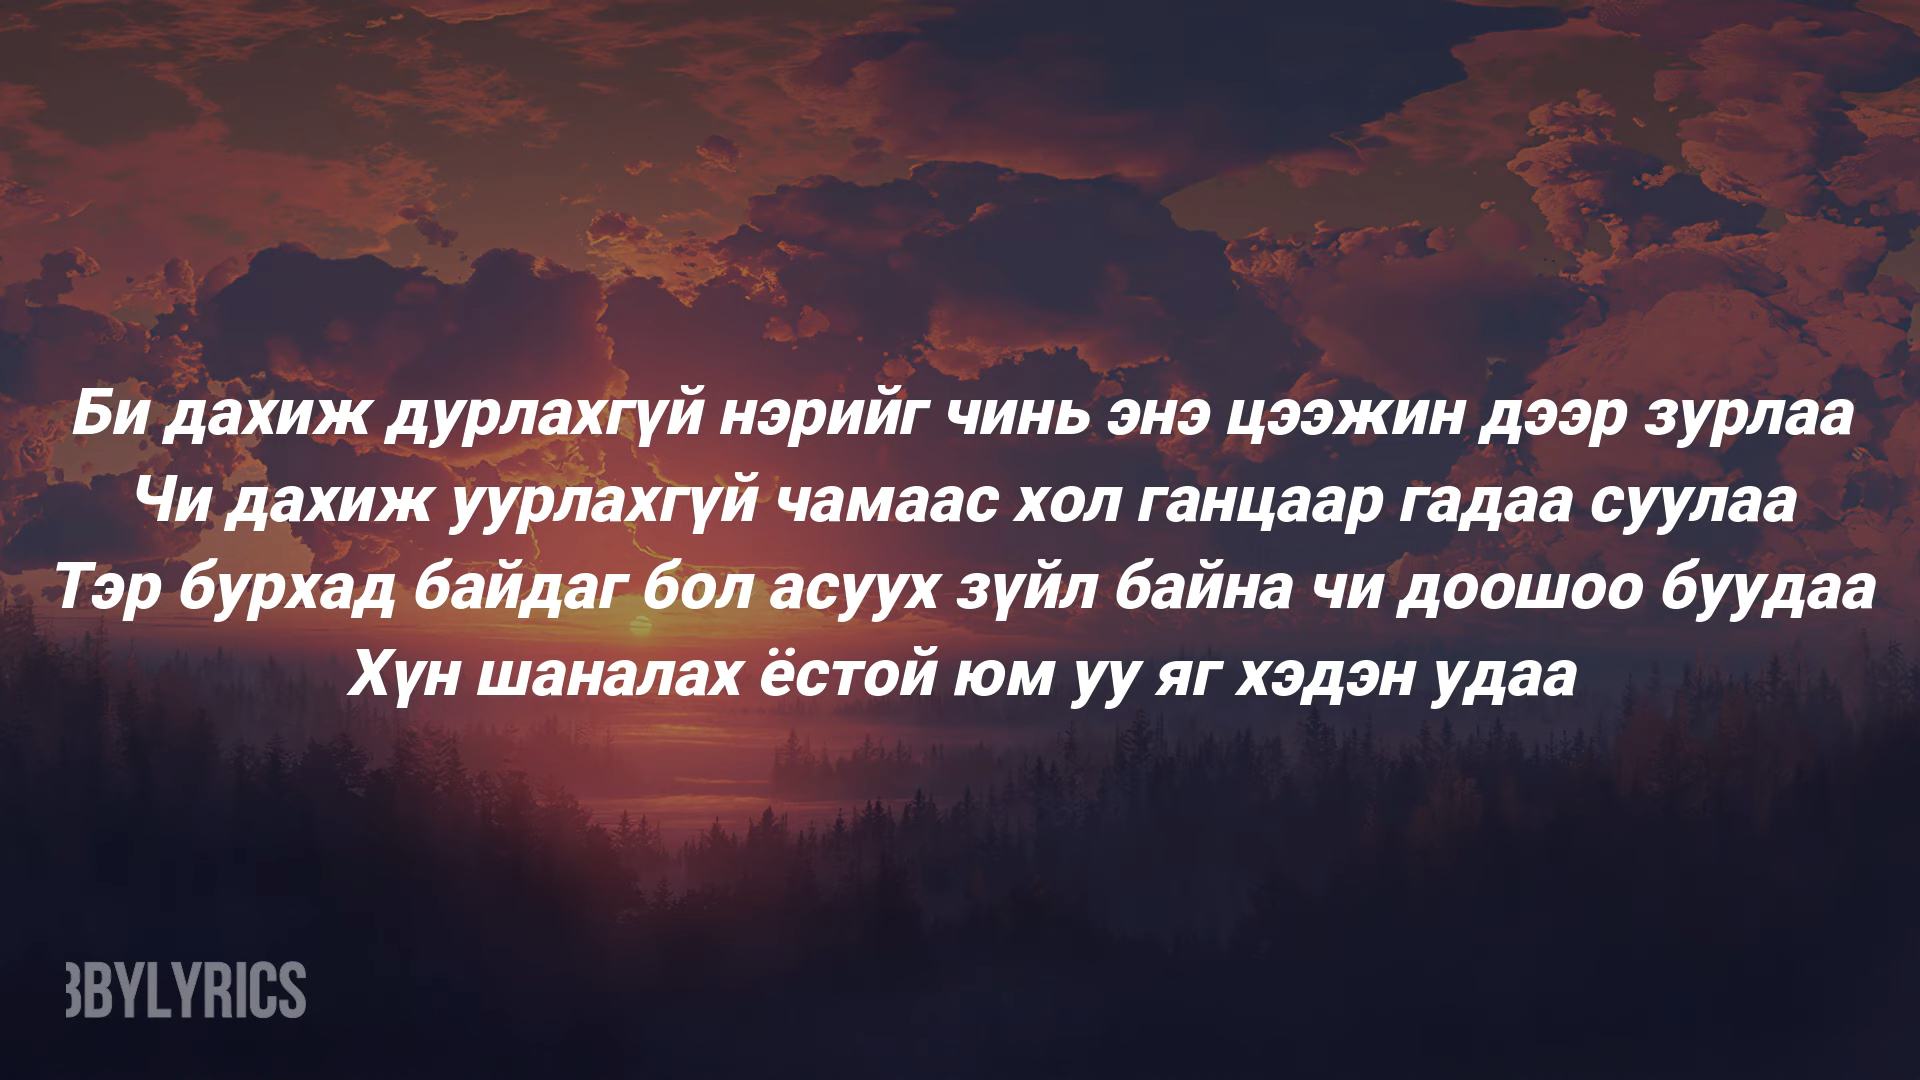 Би дахиж дурлахгүй нэрийг чинь энэ цээжин дээр зурлаа
Чи дахиж уурлахгүй чамаас хол ганцаар гадаа суулаа
Тэр бурхад байдаг бол асуух зүйл байна чи доошоо буудаа
Хүн шаналах ёстой юм уу яг хэдэн удаа
BBYLYRICS